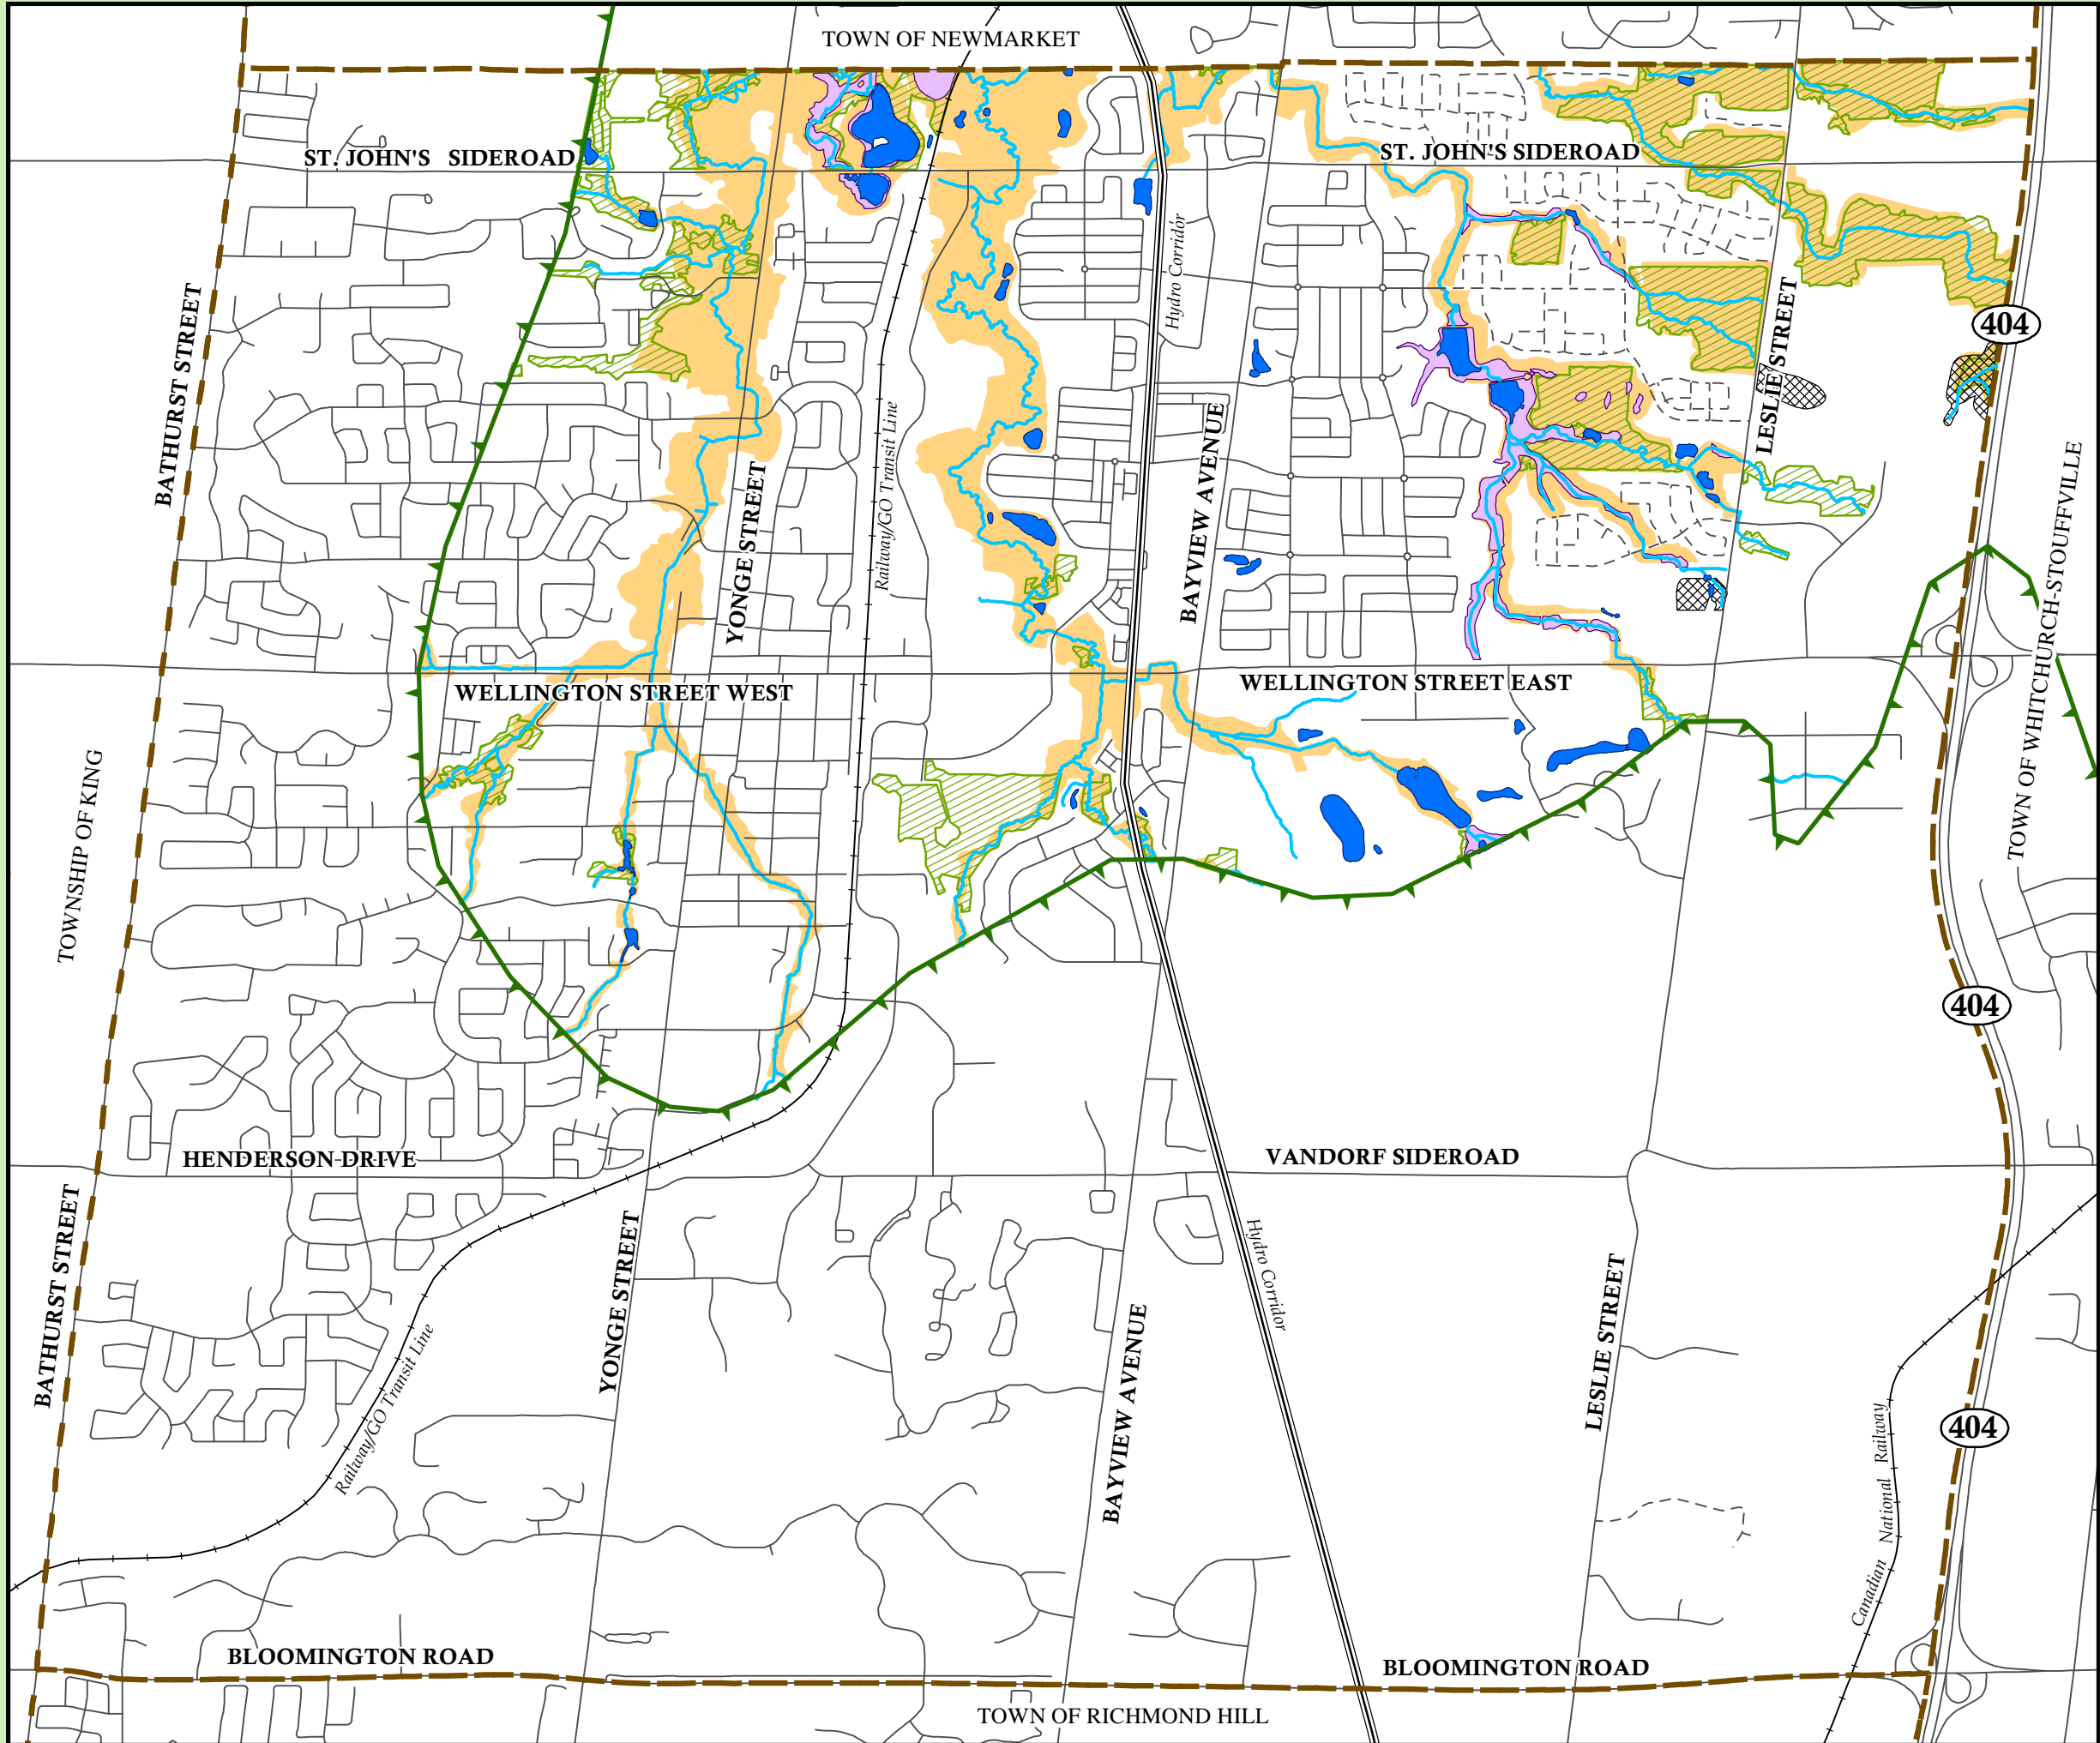 TOWN OF NEWMARKET
ST. JOHN'S SIDEROAD
ST. JOHN'S SIDEROAD
Hydro Corridor
BATHURST STREET
LESLIE STREET
404
Railway/GO Transit Line
BAYVIEW AVENUE
YONGE STREET
TOWN OF WHITCHURCH-STOUFFVILLE
WELLINGTON STREET WEST
WELLINGTON STREET EAST
TOWNSHIP OF KING
404
HENDERSON DRIVE
VANDORF SIDEROAD
BATHURST STREET
YONGE STREET
Hydro Corridor
LESLIE STREET
BAYVIEW AVENUE
Railway/GO Transit Line
404
Canadian National Railway
BLOOMINGTON ROAD
BLOOMINGTON ROAD
TOWN OF RICHMOND HILL